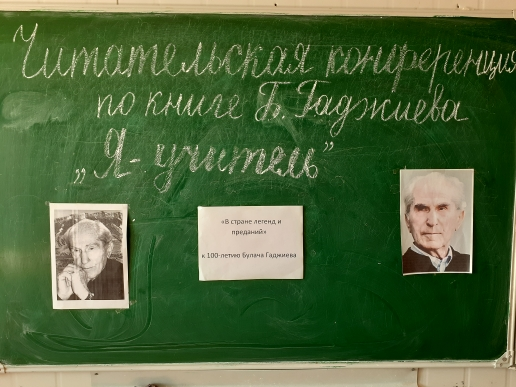 Читательская конференция
по книге Б. Гаджиева
"Я - учитель"
«В стране легенд и
преданий»
к 100-летию Булача Гаджиева